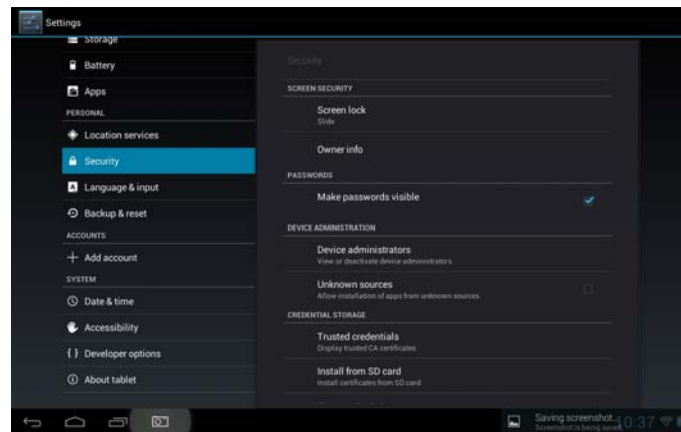 Settings
Storage
Battery
Apps
PERSONAL
Location services
Security
Language & input
Backup & reset
ACCOUNTS
Add account
SYSTEM
Date & time
Accessibility
{ } Developer options
About tablet
Security
SCREEN SECURITY
Screen lock
Slide
Owner info
PASSWORDS
Make passwords visible
DEVICE ADMINISTRATION
Device administrators
View or deactivate device administrators
Unknown sources
Allow installation of apps from unknown sources
CREDENTIAL STORAGE
Trusted credentials
Display trusted CA certificates
Install from SD card
Install certificates from SD card
Saving screenshot...
Screenshot is being saved.
10:37